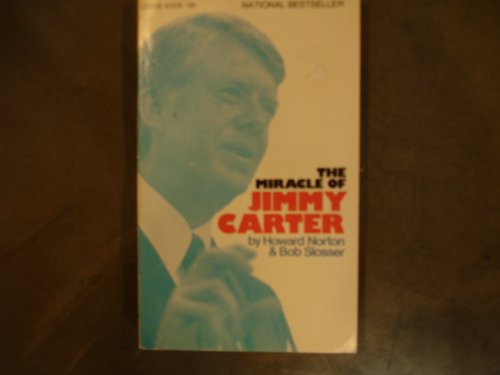 NATIONAL BESTSELLER
THE
MIRACLE OF
JIMMY
CARTER
by Howard Norton
& Bob Slosser